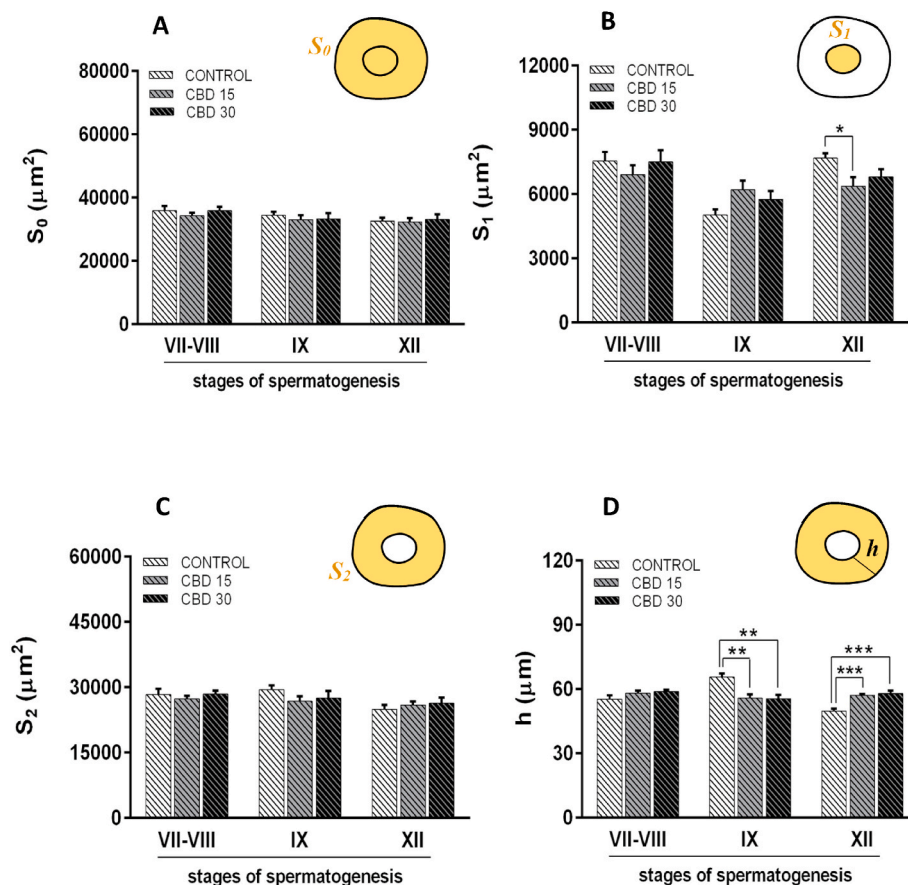 A
S0
80000
60000
40000
20000
0
S0 (μm²)
CONTROL
CBD 15
CBD 30
VII-VIII IX XII
stages of spermatogenesis
B
S1
12000
9000
6000
3000
0
S1 (μm²)
CONTROL
CBD 15
CBD 30
*
VII-VIII IX XII
stages of spermatogenesis
C
S2
60000
45000
30000
15000
0
S2 (μm²)
CONTROL
CBD 15
CBD 30
VII-VIII IX XII
stages of spermatogenesis
D
h
120
90
60
30
0
h (μm)
CONTROL
CBD 15
CBD 30
**
**
***
***
VII-VIII IX XII
stages of spermatogenesis